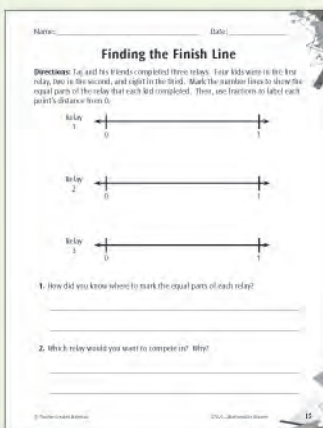 Name: Date:
Finding the Finish Line
Directions: Taj and his friends completed three relays. Four kids were in the first
relay, two in the second, and eight in the third. Mark the number lines to show the
equal parts of the relay that each kid completed. Then, use fractions to label each
point's distance from 0.
Relay
1
0 1
Relay
2
0 1
Relay
3
0 1
1. How did you know where to mark the equal parts of each relay?
2. Which relay would you want to compete in? Why?
© Teacher Created Materials
15